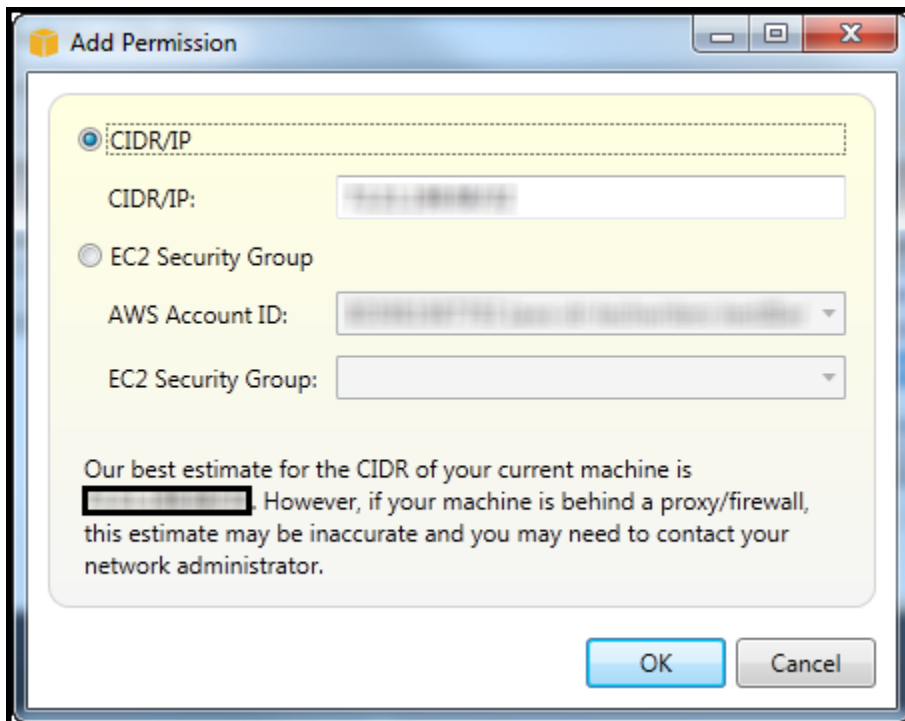 Add Permission
CIDR/IP
CIDR/IP:
EC2 Security Group
AWS Account ID:
EC2 Security Group:
Our best estimate for the CIDR of your current machine is
. However, if your machine is behind a proxy/firewall,
this estimate may be inaccurate and you may need to contact your
network administrator.
OK Cancel